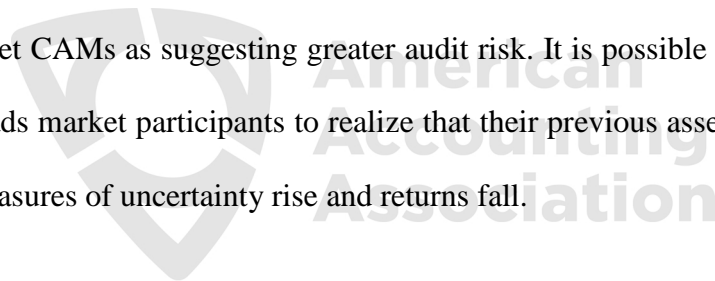 et CAMs as suggesting greater audit risk. It is possible
American
ds market participants to realize that their previous asse
Accounting
asures of uncertainty rise and returns fall.
Association